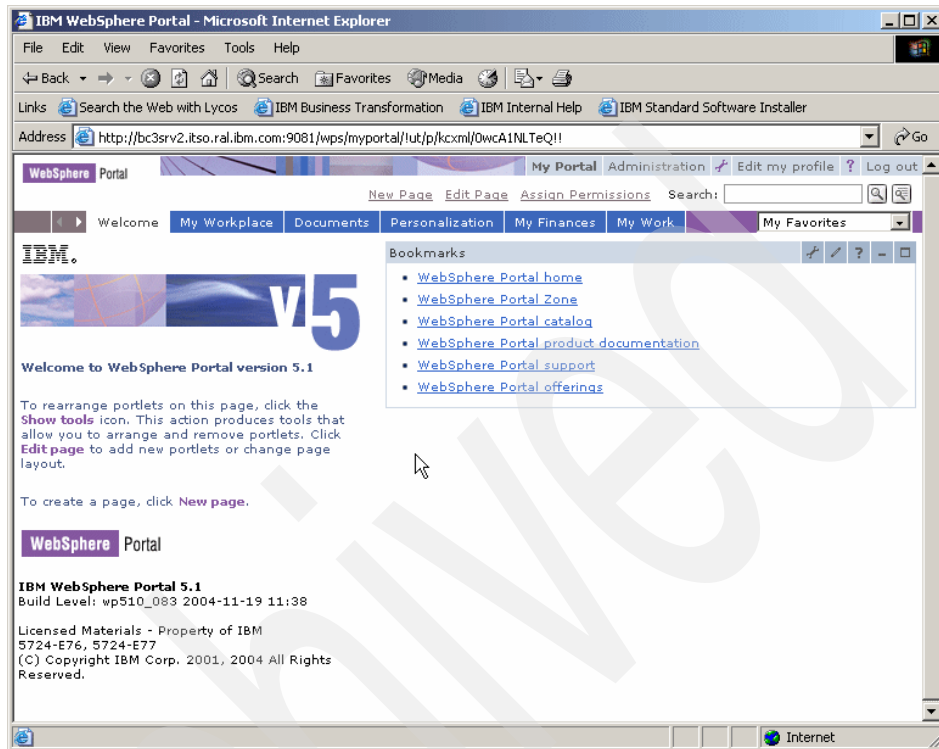 IBM WebSphere Portal - Microsoft Internet Explorer
File Edit View Favorites Tools Help
Back Search Favorites Media
Links Search the Web with Lycos IBM Business Transformation IBM Internal Help IBM Standard Software Installer
Address http://bc3srv2.itso.ral.ibm.com:9081/wps/myportal/!ut/p/kcxml/0wcA1NLTeQ!! Go
WebSphere Portal My Portal Administration Edit my profile ? Log out
New Page Edit Page Assign Permissions Search:
Welcome My Workplace Documents Personalization My Finances My Work My Favorites
IBM.
v5
Bookmarks ?
WebSphere Portal home
WebSphere Portal Zone
WebSphere Portal catalog
WebSphere Portal product documentation
WebSphere Portal support
WebSphere Portal offerings
Welcome to WebSphere Portal version 5.1
To rearrange portlets on this page, click the
Show tools icon. This action produces tools that
allow you to arrange and remove portlets. Click
Edit page to add new portlets or change page
layout.
To create a page, click New page.
WebSphere Portal
IBM WebSphere Portal 5.1
Build Level: wp510_083 2004-11-19 11:38
Licensed Materials - Property of IBM
5724-E76, 5724-E77
(C) Copyright IBM Corp. 2001, 2004 All Rights
Reserved.
Internet